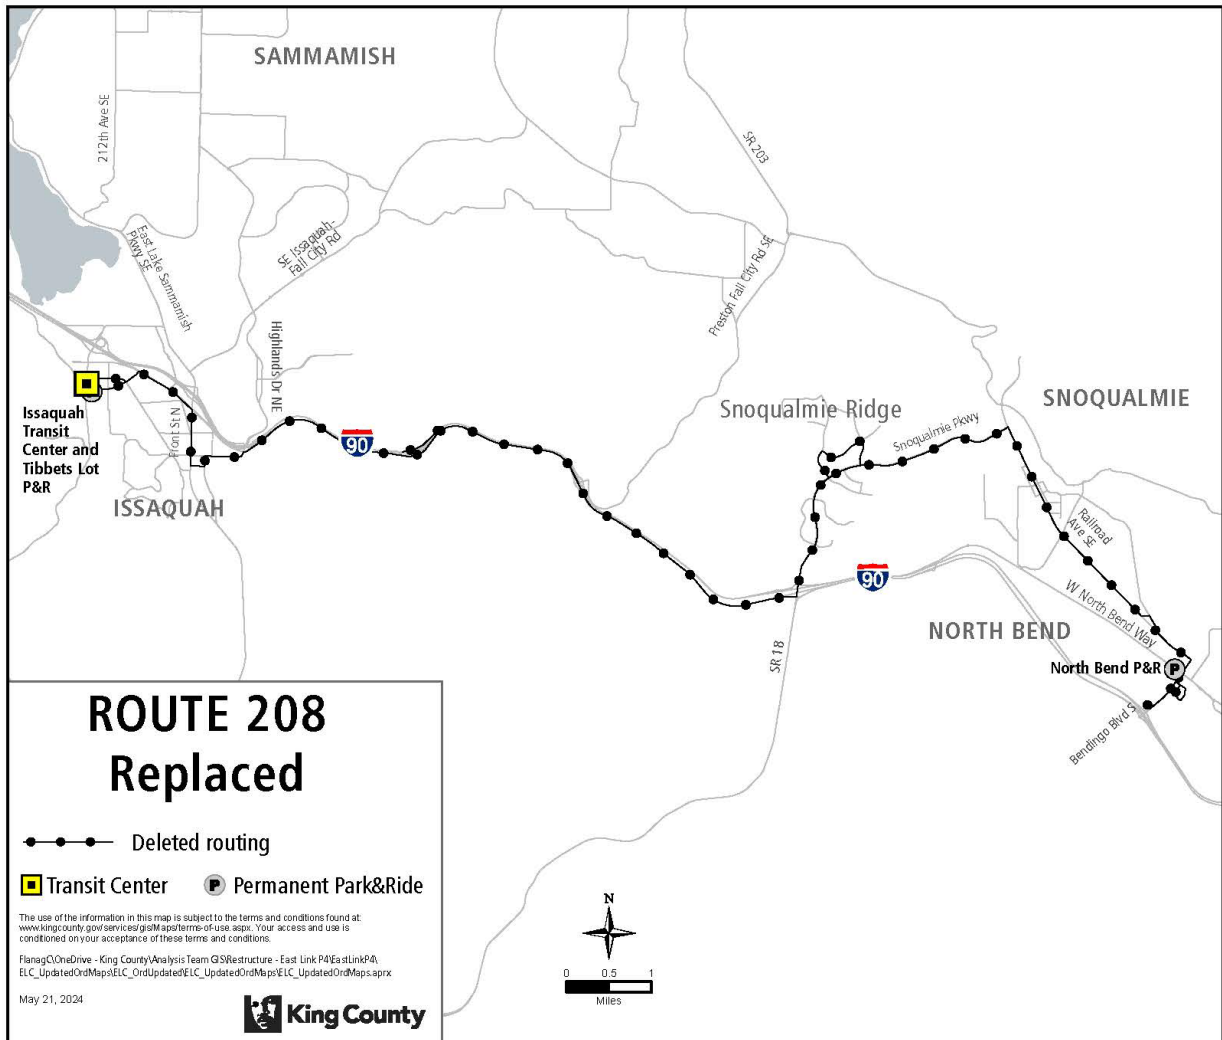 SAMMAMISH
212th Ave SE
SR 203
East Lake Sammamish
Pkwy SE
SE Issaquah-
Fall City Rd
Preston Fall City Rd SE
Highlands Dr NE
Issaquah
Transit
Center and
Tibbets Lot
P&R
Front St N
ISSAQUAH
90
Snoqualmie Ridge
Snoqualmie Pkwy
SNOQUALMIE
Railroad
Ave SE
90
W North Bend Way
NORTH BEND
North Bend P&R
P
SR 18
Bendingo Blvd S
ROUTE 208
Replaced
Deleted routing
Transit Center
P Permanent Park&Ride
The use of the information in this map is subject to the terms and conditions found at:
www.kingcounty.gov/services/gis/Maps/terms-of-use.aspx. Your access and use is
conditioned on your acceptance of these terms and conditions.
FlanagC\OneDrive - King County\Analysis Team GIS\Restructure - East Link P4\EastLinkP4\
ELC_UpdatedOrdMaps\ELC_OrdUpdated\ELC_UpdatedOrdMaps\ELC_UpdatedOrdMaps.aprx
May 21, 2024
King County
N
0 0.5 1
Miles